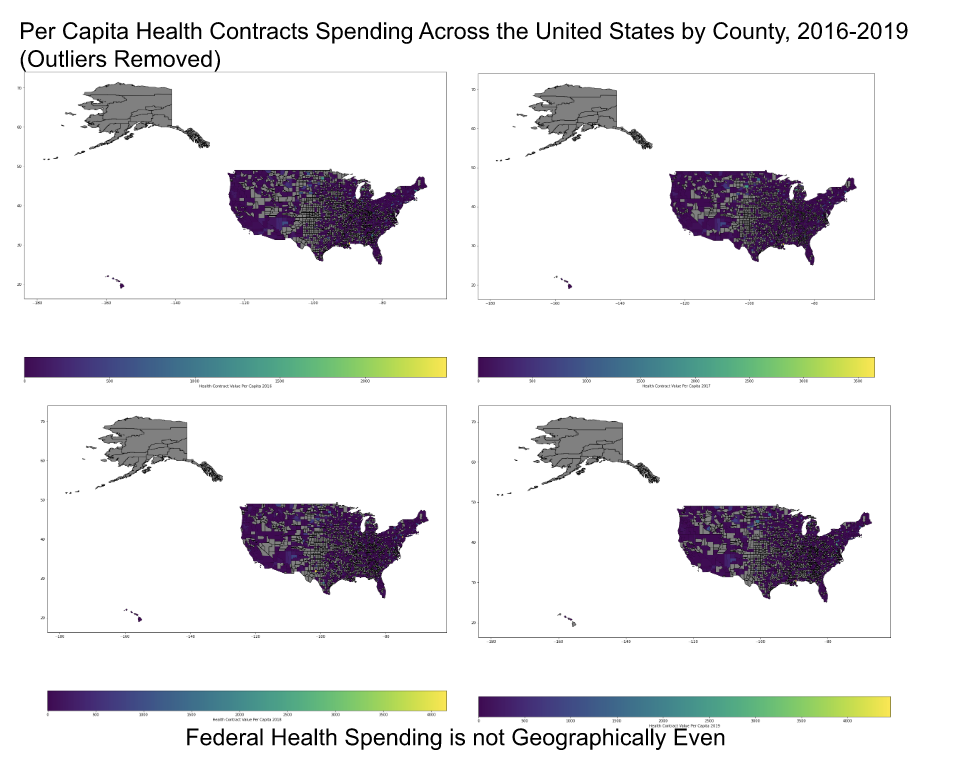 Per Capita Health Contracts Spending Across the United States by County, 2016-2019
(Outliers Removed)
70
60
50
40
30
20
-180 -160 -140 -120 -100 -80
0 500 1000 1500 2000
Health Contract Value Per Capita 2016
70
60
50
40
30
20
-180 -160 -140 -120 -100 -80
0 500 1000 1500 2000 2500 3000 3500
Health Contract Value Per Capita 2017
70
60
50
40
30
20
-180 -160 -140 -120 -100 -80
0 500 1000 1500 2000 2500 3000 3500 4000
Health Contract Value Per Capita 2018
70
60
50
40
30
20
-180 -160 -140 -120 -100 -80
0 500 1000 1500 2000 2500 3000 3500 4000
Health Contract Value Per Capita 2019
Federal Health Spending is not Geographically Even